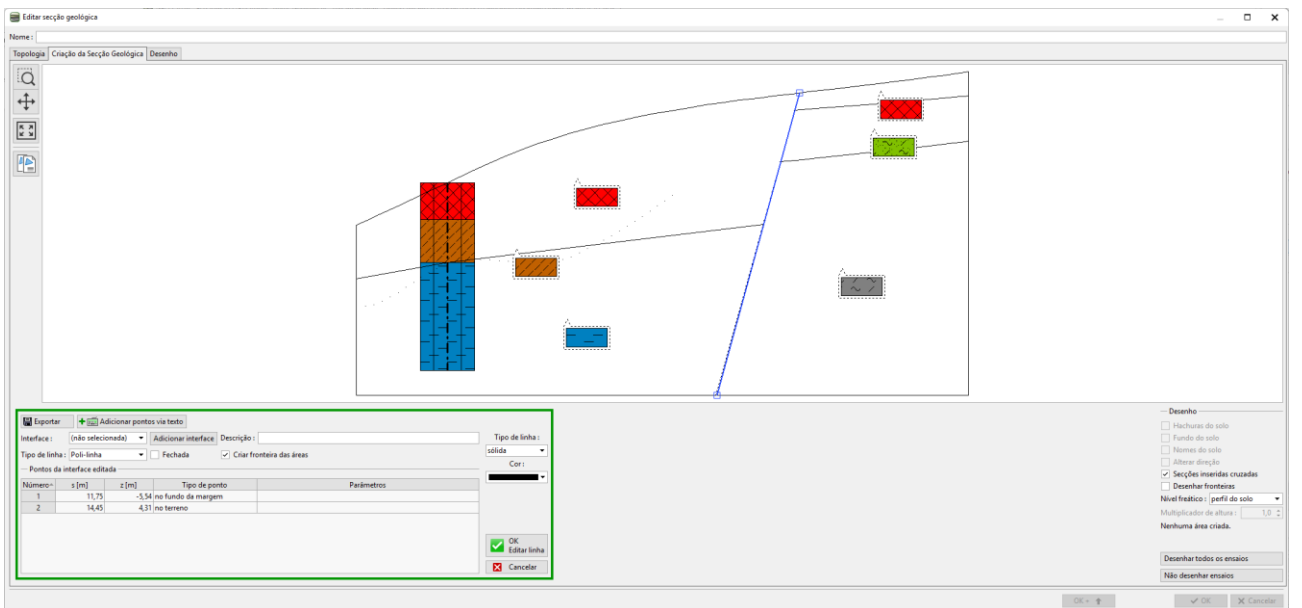 Editar secção geológica
Nome :
Topologia Criação da Secção Geológica Desenho
Exportar Adicionar pontos via texto
Interface : (não selecionada) Adicionar interface Descrição : Tipo de linha :
sólida
Tipo de linha : Poli-linha Fechada Criar fronteira das áreas
Cor :
Pontos da interface editada
Número s [m] z [m] Tipo de ponto Parâmetros
1 11,75 -5,54 no fundo da margem
2 14,45 4,31 no terreno
OK
Editar linha
Cancelar
Desenho
Hachuras do solo
Fundo do solo
Nomes do solo
Alterar direção
Secções inseridas cruzadas
Desenhar fronteiras
Nível freático : perfil do solo
Multiplicador de altura : 1,0
Nenhuma área criada.
Desenhar todos os ensaios
Não desenhar ensaios
OK + OK Cancelar